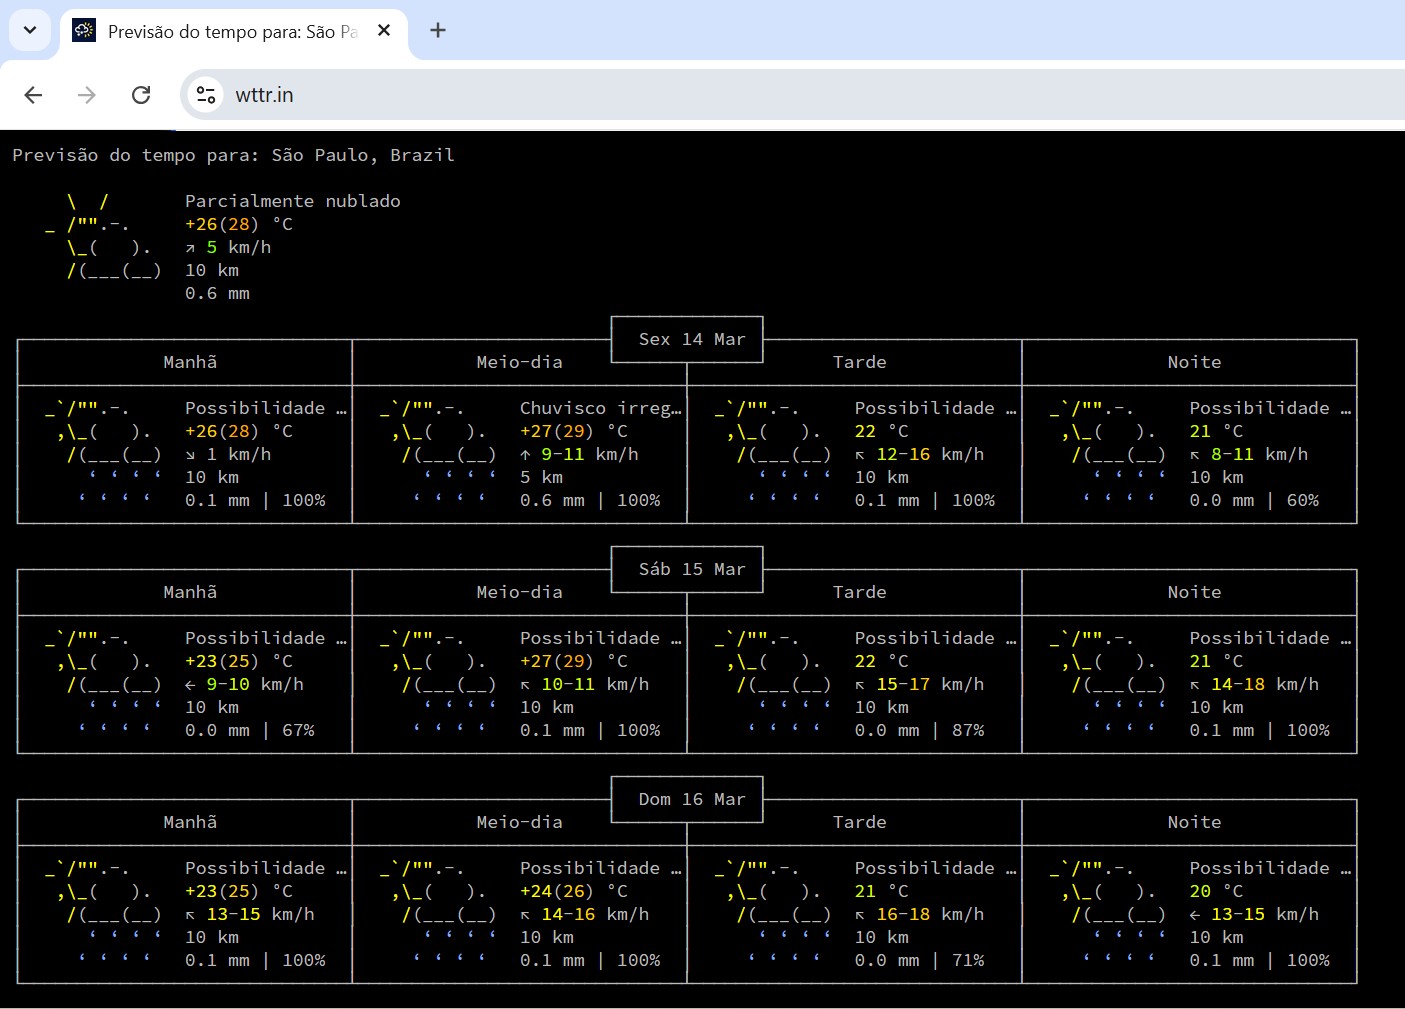 Previsão do tempo para: São Pa
wttr.in
Previsão do tempo para: São Paulo, Brazil
Parcialmente nublado
+26(28) °C
↗ 5 km/h
10 km
0.6 mm
Sex 14 Mar
Manhã Meio-dia Tarde Noite
Possibilidade … Chuvisco irreg… Possibilidade … Possibilidade …
+26(28) °C +27(29) °C 22 °C 21 °C
↘ 1 km/h ↑ 9-11 km/h ↖ 12-16 km/h ↖ 8-11 km/h
10 km 5 km 10 km 10 km
0.1 mm | 100% 0.6 mm | 100% 0.1 mm | 100% 0.0 mm | 60%
Sáb 15 Mar
Manhã Meio-dia Tarde Noite
Possibilidade … Possibilidade … Possibilidade … Possibilidade …
+23(25) °C +27(29) °C 22 °C 21 °C
← 9-10 km/h ↖ 10-11 km/h ↖ 15-17 km/h ↖ 14-18 km/h
10 km 10 km 10 km 10 km
0.0 mm | 67% 0.1 mm | 100% 0.0 mm | 87% 0.1 mm | 100%
Dom 16 Mar
Manhã Meio-dia Tarde Noite
Possibilidade … Possibilidade … Possibilidade … Possibilidade …
+23(25) °C +24(26) °C 21 °C 20 °C
↖ 13-15 km/h ↖ 14-16 km/h ↖ 16-18 km/h ← 13-15 km/h
10 km 10 km 10 km 10 km
0.1 mm | 100% 0.1 mm | 100% 0.0 mm | 71% 0.1 mm | 100%